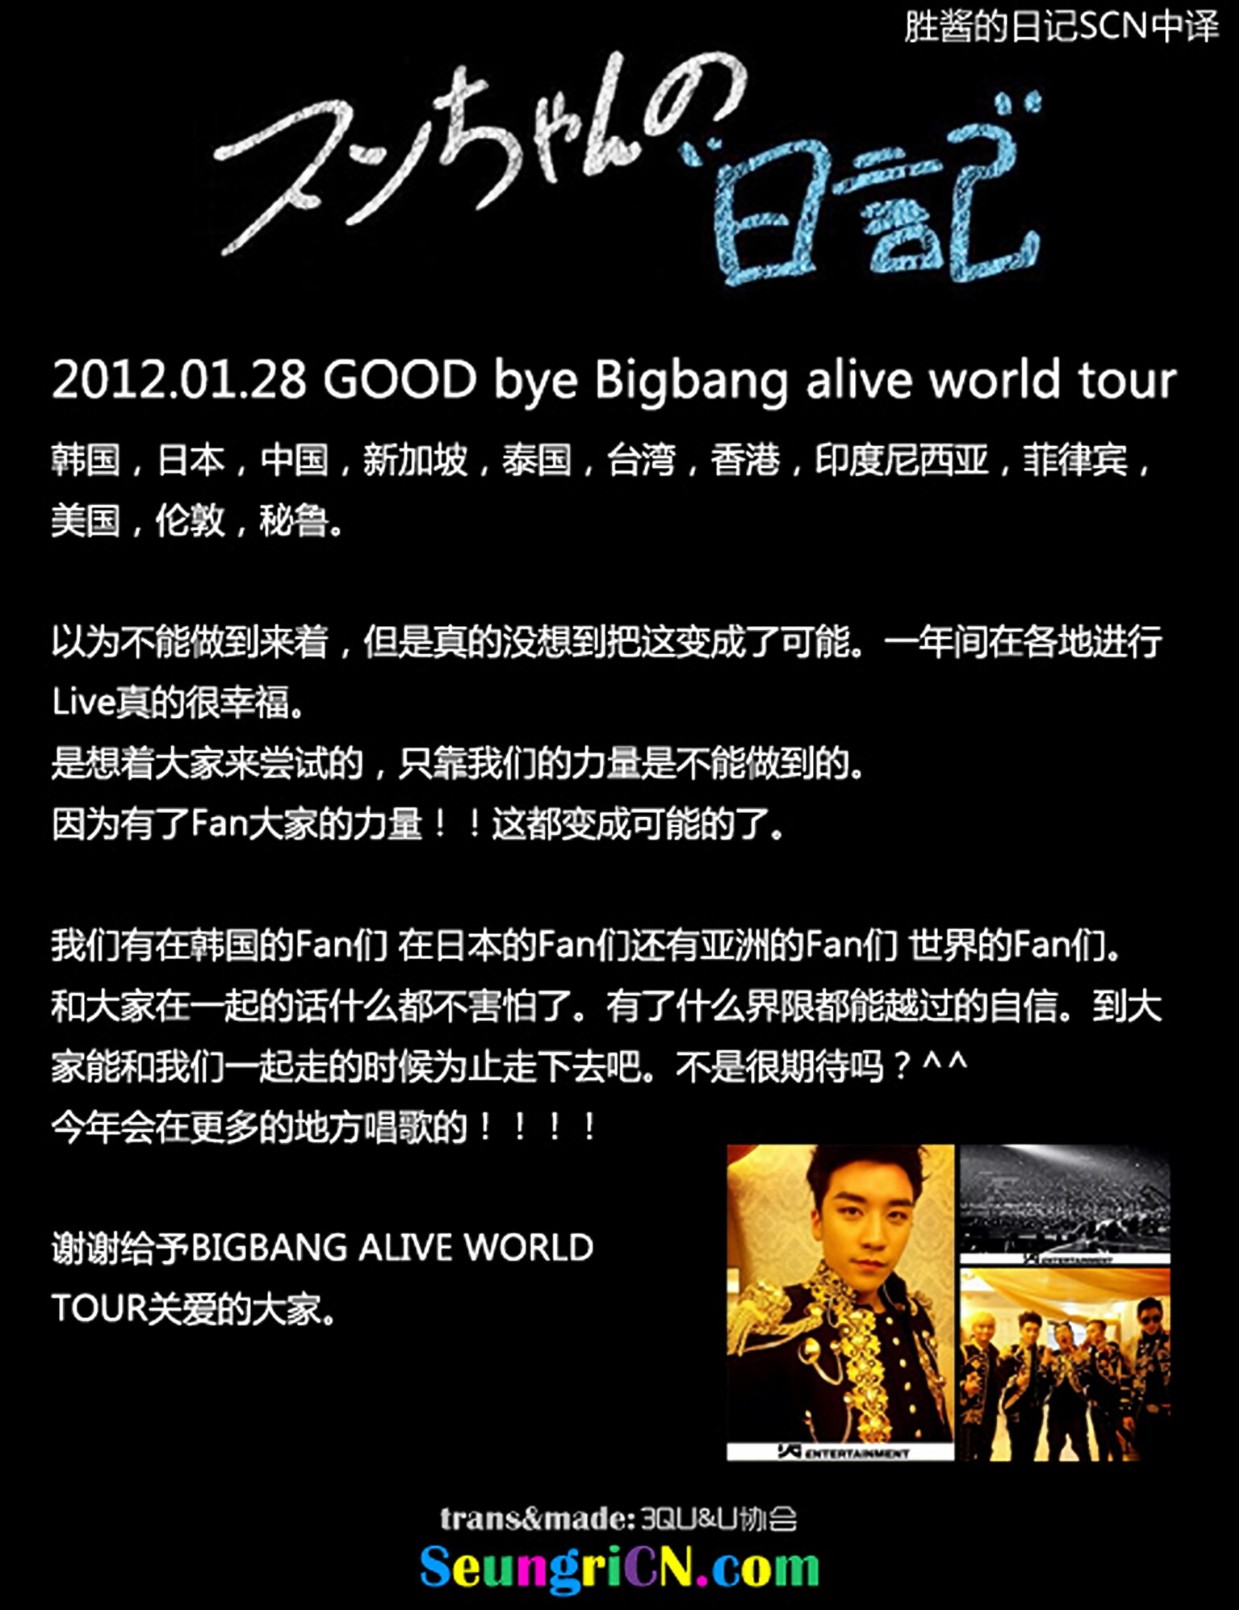 胜酱的日记SCN中译
スンちゃんの
日記
2012.01.28 GOOD bye Bigbang alive world tour
韩国，日本，中国，新加坡，泰国，台湾，香港，印度尼西亚，菲律宾，
美国，伦敦，秘鲁。
以为不能做到来着，但是真的没想到把这变成了可能。一年间在各地进行
Live真的很幸福。
是想着大家来尝试的，只靠我们的力量是不能做到的。
因为有了Fan大家的力量！！这都变成可能的了。
我们有在韩国的Fan们 在日本的Fan们还有亚洲的Fan们 世界的Fan们。
和大家在一起的话什么都不害怕了。有了什么界限都能越过的自信。到大
家能和我们一起走的时候为止走下去吧。不是很期待吗？^^
今年会在更多的地方唱歌的！！！！
谢谢给予BIGBANG ALIVE WORLD
TOUR关爱的大家。
YG ENTERTAINMENT
YG ENTERTAINMENT
trans&made: 3QU&U协会
SeungriCN.com